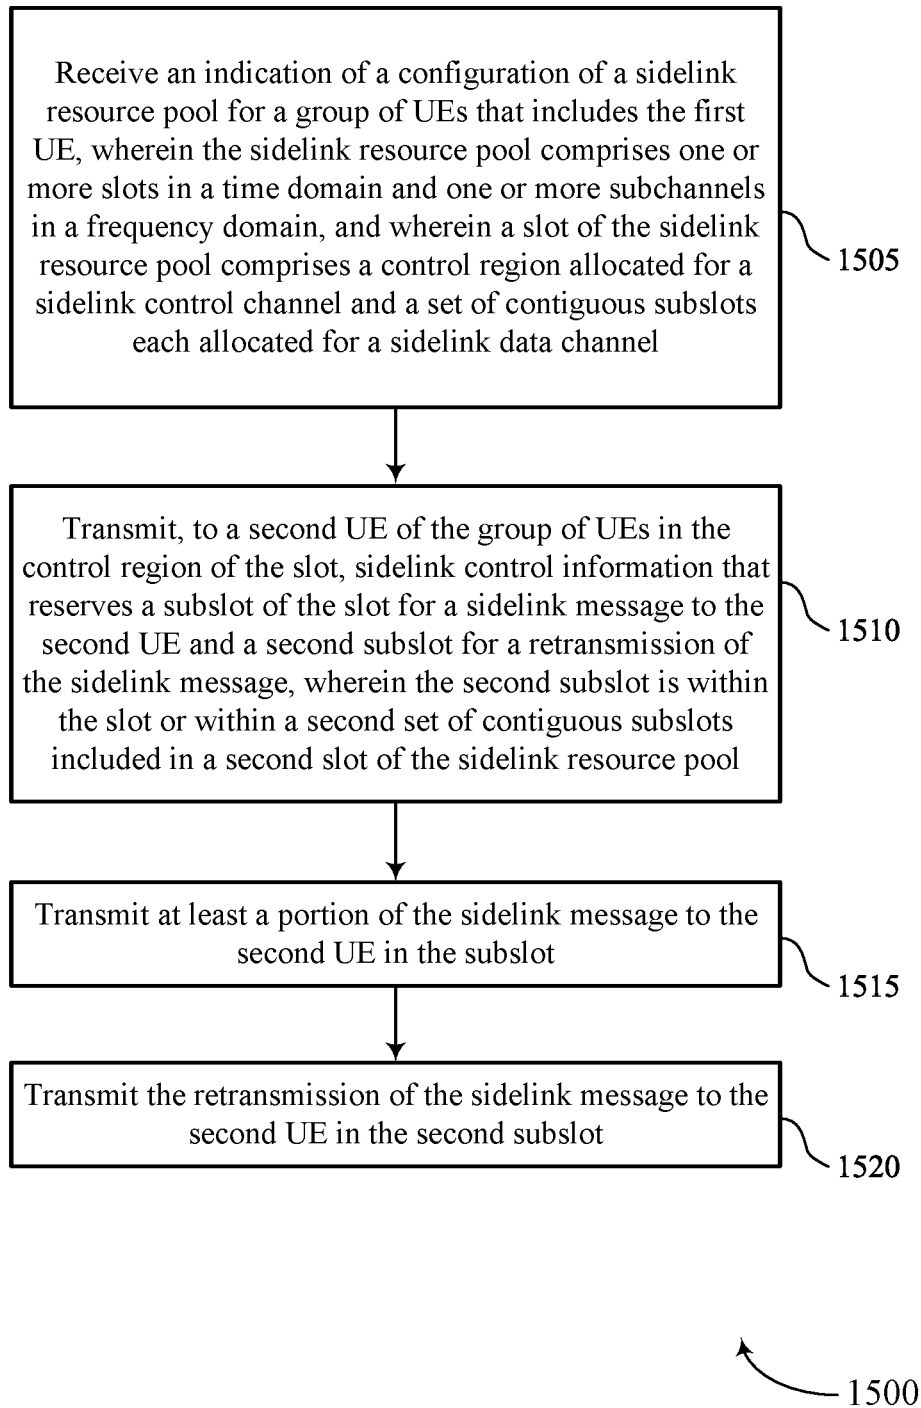 Receive an indication of a configuration of a sidelink
resource pool for a group of UEs that includes the first
UE, wherein the sidelink resource pool comprises one or
more slots in a time domain and one or more subchannels
in a frequency domain, and wherein a slot of the sidelink
resource pool comprises a control region allocated for a
sidelink control channel and a set of contiguous subslots
each allocated for a sidelink data channel
1505
Transmit, to a second UE of the group of UEs in the
control region of the slot, sidelink control information that
reserves a subslot of the slot for a sidelink message to the
second UE and a second subslot for a retransmission of
the sidelink message, wherein the second subslot is within
the slot or within a second set of contiguous subslots
included in a second slot of the sidelink resource pool
1510
Transmit at least a portion of the sidelink message to the
second UE in the subslot
1515
Transmit the retransmission of the sidelink message to the
second UE in the second subslot
1520
1500